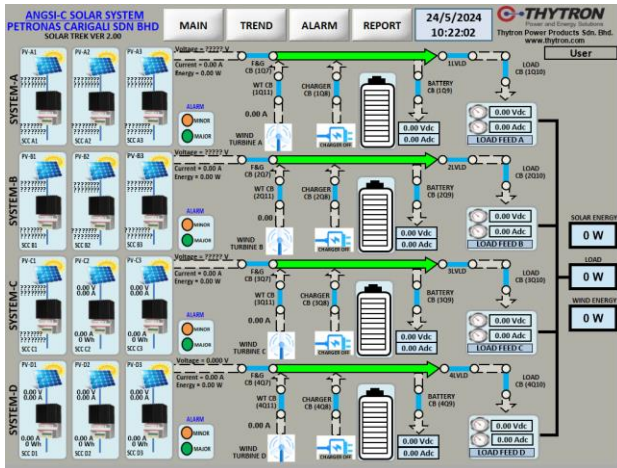 ANGSI-C SOLAR SYSTEM
PETRONAS CARIGALI SDN BHD
SOLAR TREK VER 2.00
MAIN
TREND
ALARM
REPORT
24/5/2024
10:22:02
THYTRON
Power and Energy Solutions
Thytron Power Products Sdn. Bhd.
www.thytron.com
User
SYSTEM-A
PV-A1
PV-A2
PV-A3
????????
????????
????????
????????
????????
????????
SCC A1
SCC A2
SCC A3
Voltage = ????? V
Current = 0.00 A
Energy = 0.00 W
ALARM
MINOR
MAJOR
F&G
CB (1Q7)
WT CB
(1Q11)
0.00 A
WIND
TURBINE A
CHARGER
CB (1Q8)
CHARGER OFF
BATTERY
CB (1Q9)
0.00 Vdc
0.00 Adc
1LVLD
LOAD
CB (1Q10)
0.00 Vdc
0.00 Adc
LOAD FEED A
SYSTEM-B
PV-B1
PV-B2
PV-B3
????????
????????
????????
????????
????????
????????
SCC B1
SCC B2
SCC B3
Voltage = ????? V
Current = 0.00 A
Energy = 0.00 W
ALARM
MINOR
MAJOR
F&G
CB (2Q7)
WT CB
(2Q11)
0.00
WIND
TURBINE B
CHARGER
CB (2Q8)
CHARGER OFF
BATTERY
CB (2Q9)
0.00 Vdc
0.00 Adc
2LVLD
LOAD
CB (2Q10)
0.00 Vdc
0.00 Adc
LOAD FEED B
SYSTEM-C
PV-C1
PV-C2
PV-C3
????????
????????
0.00 V
0.00 A
????????
????????
0.00 A
0 Wh
SCC C1
SCC C2
SCC C3
Voltage = ????? V
Current = 0.00 A
Energy = 0.00 W
ALARM
MINOR
MAJOR
F&G
CB (3Q7)
WT CB
(3Q11)
0.00 A
WIND
TURBINE C
CHARGER
CB (3Q8)
CHARGER OFF
BATTERY
CB (3Q9)
0.00 Vdc
0.00 Adc
3LVLD
LOAD
CB (3Q10)
0.00 Vdc
0.00 Adc
LOAD FEED C
SYSTEM-D
PV-D1
PV-D2
PV-D3
0.00 V
0.00 A
0.00 V
0.00 A
0.00 V
0.00 A
0.00 A
0 Wh
0.00 A
0 Wh
0.00 A
0 Wh
SCC D1
SCC D2
SCC D3
Voltage = 0.000 V
Current = 0.00 A
Energy = 0.00 W
ALARM
MINOR
MAJOR
F&G
CB (4Q7)
WT CB
(4Q11)
0.00 A
WIND
TURBINE D
CHARGER
CB (4Q8)
CHARGER OFF
BATTERY
CB (4Q9)
0.00 Vdc
0.00 Adc
4LVLD
LOAD
CB (4Q10)
0.00 Vdc
0.00 Adc
LOAD FEED D
SOLAR ENERGY
0 W
LOAD
0 W
WIND ENERGY
0 W